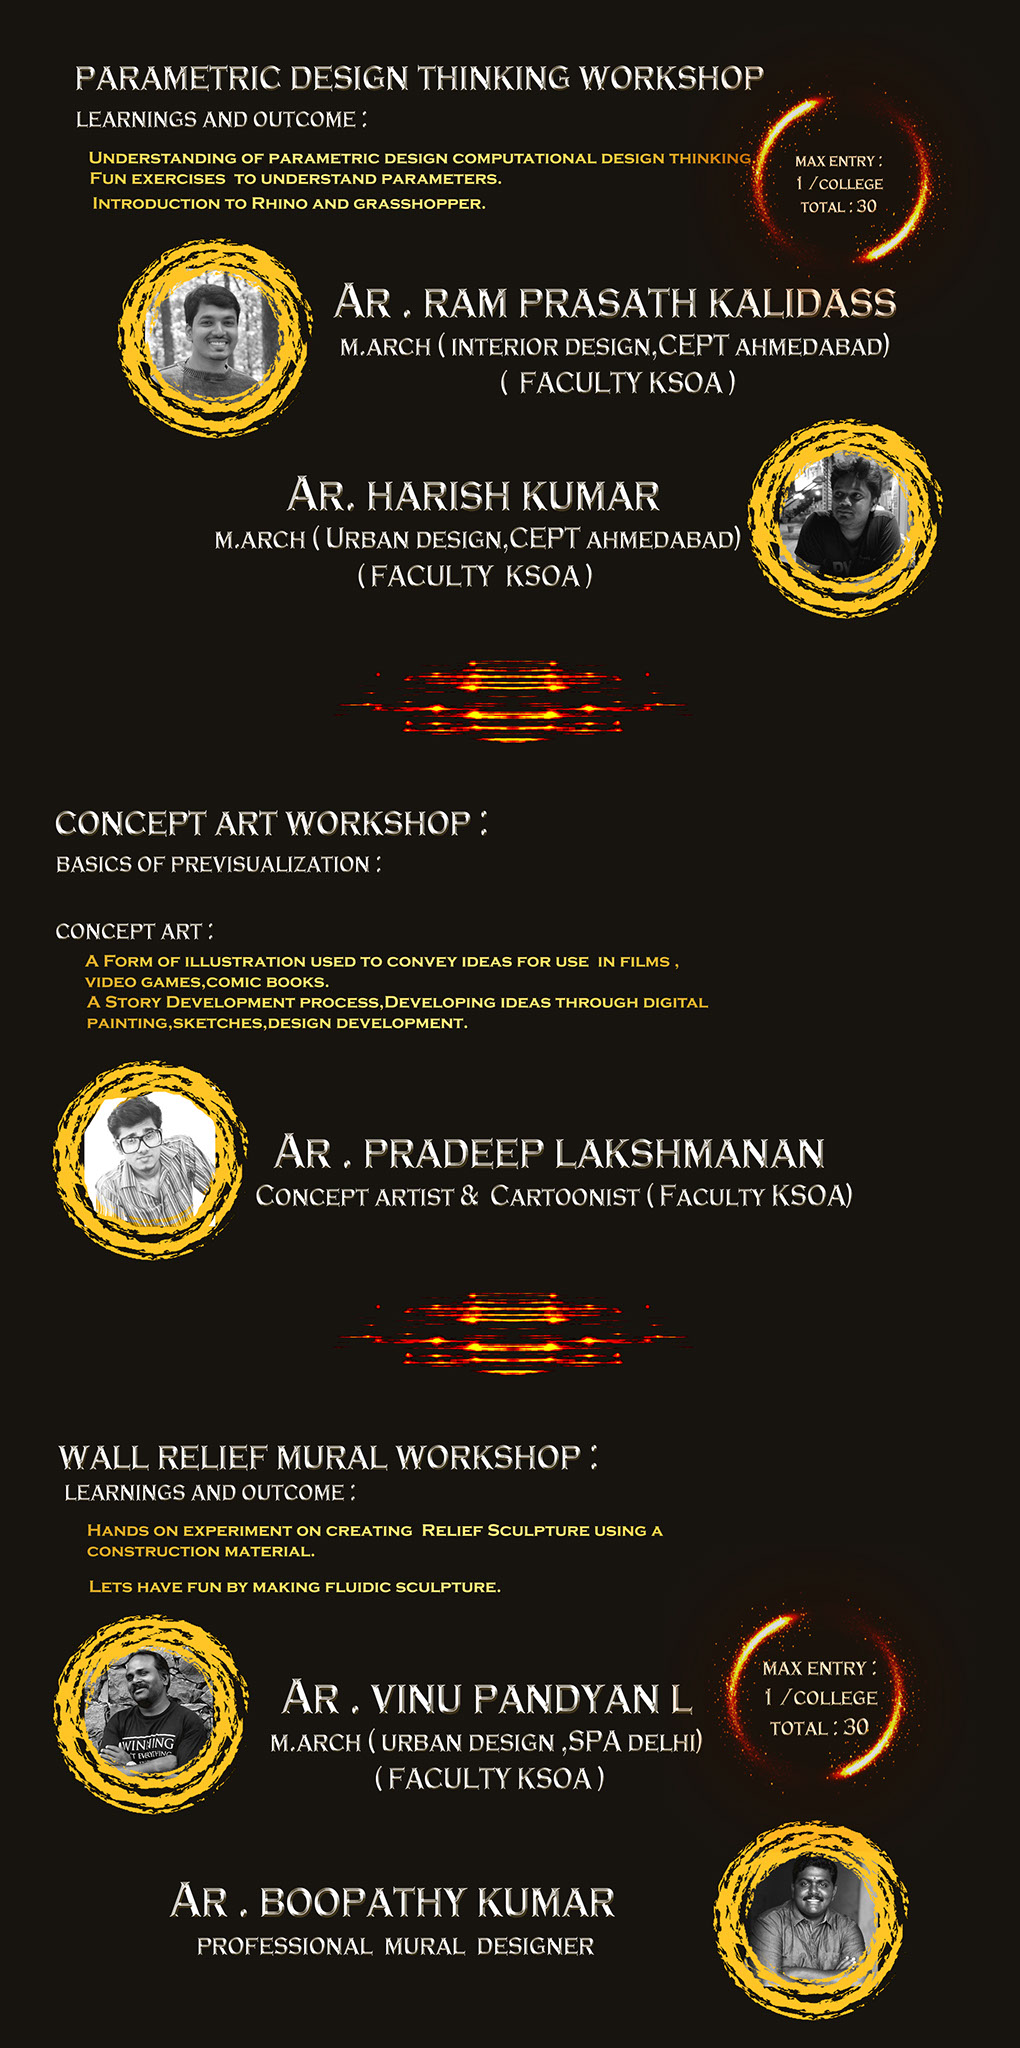 PARAMETRIC DESIGN THINKING WORKSHOP
LEARNINGS AND OUTCOME :
UNDERSTANDING OF PARAMETRIC DESIGN COMPUTATIONAL DESIGN THINKING.
FUN EXERCISES TO UNDERSTAND PARAMETERS.
INTRODUCTION TO RHINO AND GRASSHOPPER.
MAX ENTRY :
1 /COLLEGE
TOTAL : 30
AR . RAM PRASATH KALIDASS
M.ARCH ( INTERIOR DESIGN,CEPT AHMEDABAD)
( FACULTY KSOA )
AR. HARISH KUMAR
M.ARCH ( URBAN DESIGN,CEPT AHMEDABAD)
(FACULTY KSOA )
CONCEPT ART WORKSHOP :
BASICS OF PREVISUALIZATION :
CONCEPT ART :
A FORM OF ILLUSTRATION USED TO CONVEY IDEAS FOR USE IN FILMS ,
VIDEO GAMES,COMIC BOOKS.
A STORY DEVELOPMENT PROCESS,DEVELOPING IDEAS THROUGH DIGITAL
PAINTING,SKETCHES,DESIGN DEVELOPMENT.
AR . PRADEEP LAKSHMANAN
CONCEPT ARTIST & CARTOONIST ( FACULTY KSOA)
WALL RELIEF MURAL WORKSHOP :
LEARNINGS AND OUTCOME :
HANDS ON EXPERIMENT ON CREATING RELIEF SCULPTURE USING A
CONSTRUCTION MATERIAL.
LETS HAVE FUN BY MAKING FLUIDIC SCULPTURE.
WINNING
AR . VINU PANDYAN L
M.ARCH ( URBAN DESIGN ,SPA DELHI)
( FACULTY KSOA )
MAX ENTRY :
1 /COLLEGE
TOTAL : 30
AR . BOOPATHY KUMAR
PROFESSIONAL MURAL DESIGNER